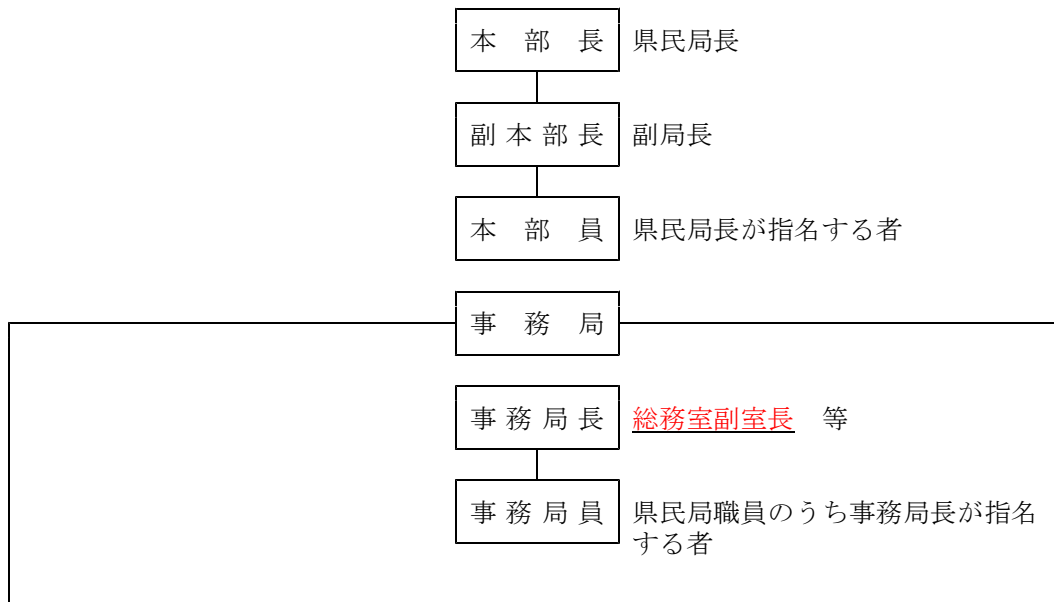 本部長 県民局長
副本部長 副局長
本部員 県民局長が指名する者
事務局
事務局長 総務室副室長　等
事務局員 県民局職員のうち事務局長が指名
する者